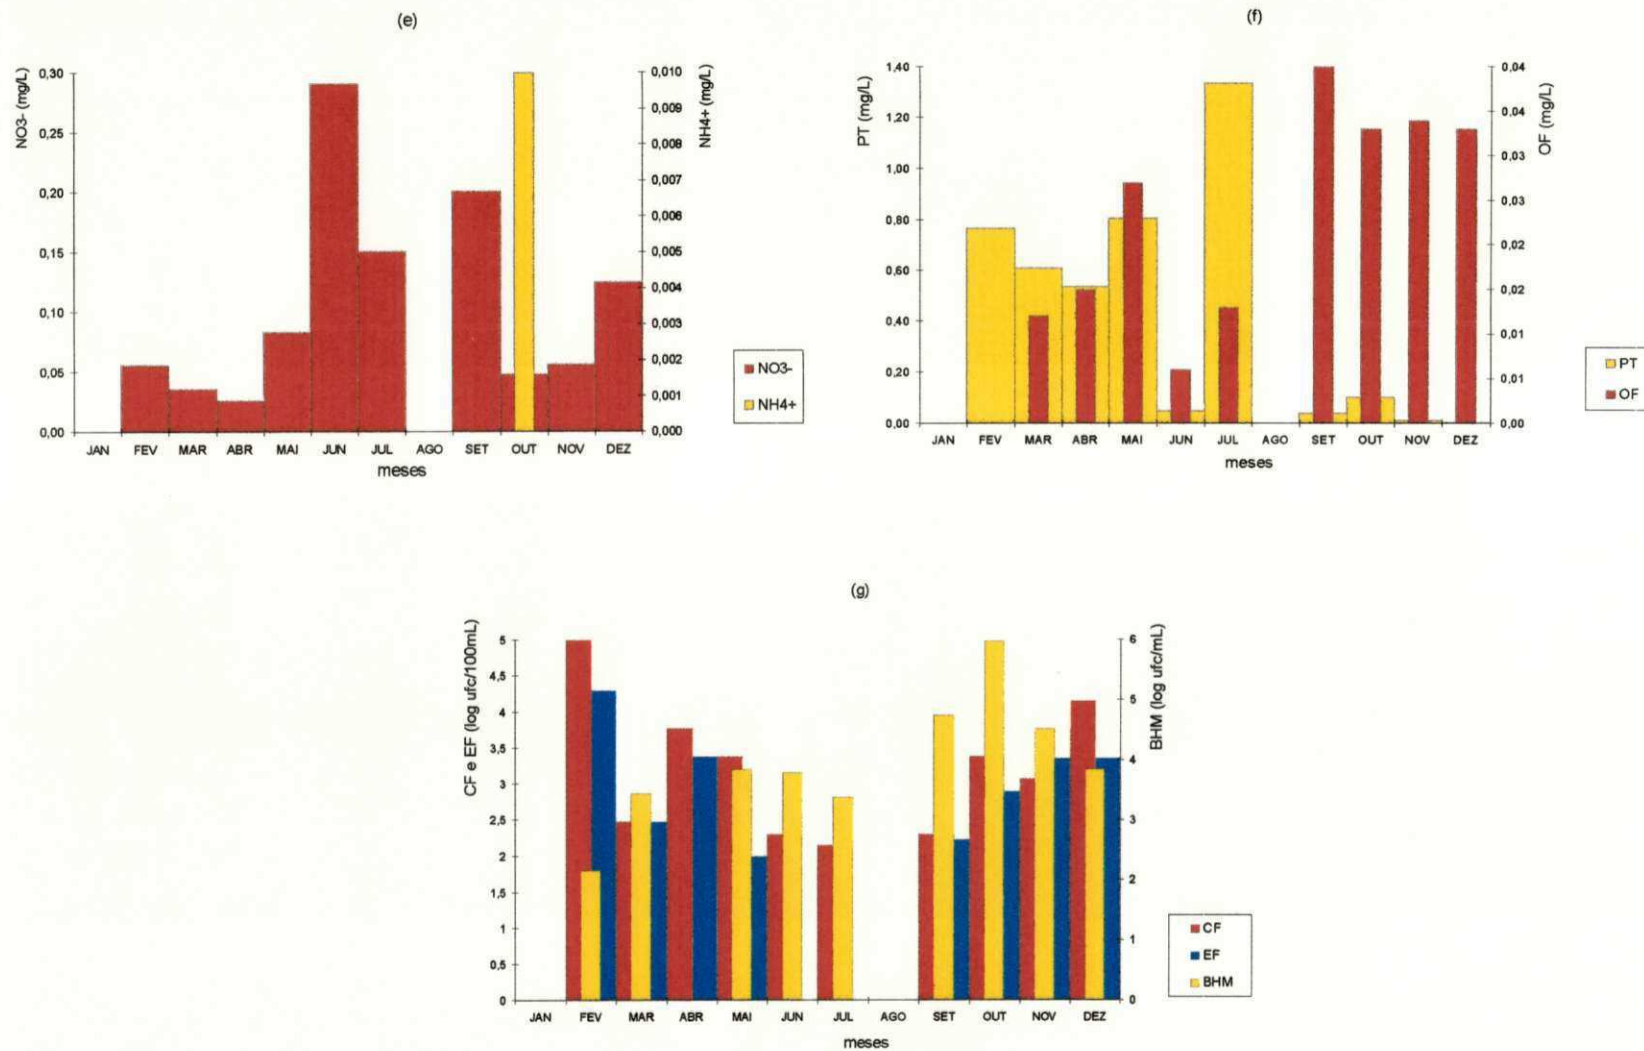 (e)
NO3- (mg/L)
0,30
0,25
0,20
0,15
0,10
0,05
0,00
NH4+ (mg/L)
0,010
0,009
0,008
0,007
0,006
0,005
0,004
0,003
0,002
0,001
0,000
JAN FEV MAR ABR MAI JUN JUL AGO SET OUT NOV DEZ
meses
NO3-
NH4+
(f)
PT (mg/L)
1,40
1,20
1,00
0,80
0,60
0,40
0,20
0,00
OF (mg/L)
0,04
0,04
0,03
0,03
0,02
0,02
0,01
0,01
0,00
JAN FEV MAR ABR MAI JUN JUL AGO SET OUT NOV DEZ
meses
PT
OF
(g)
CF e EF (log ufc/100mL)
5
4,5
4
3,5
3
2,5
2
1,5
1
0,5
0
BHM (log ufc/mL)
6
5
4
3
2
1
0
JAN FEV MAR ABR MAI JUN JUL AGO SET OUT NOV DEZ
meses
CF
EF
BHM